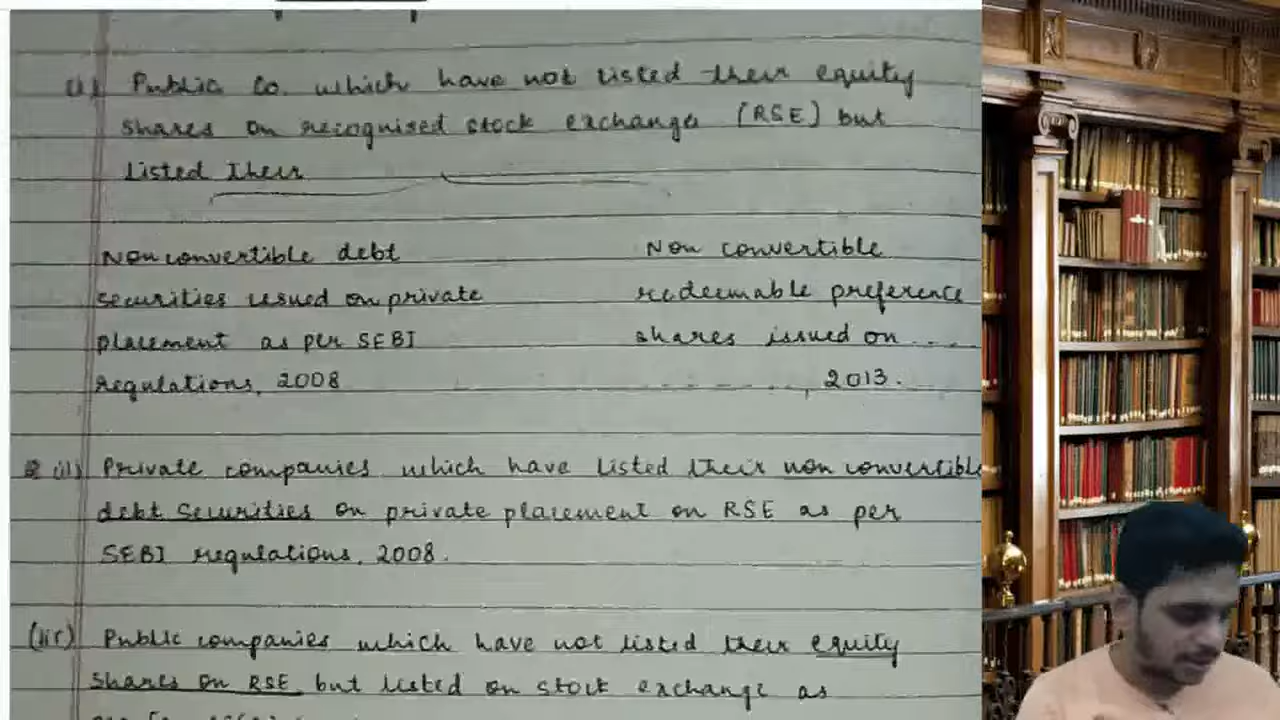 (i) Public Co. which have not listed their equity
shares on recognised stock exchange (RSE) but
listed their
Non convertible debt
securities issued on private
placement as per SEBI
regulations, 2008
Non convertible
redeemable preference
shares issued on ....
- - - - - - -, 2013.
(ii) Private companies which have listed their non convertible
debt securities on private placement on RSE as per
SEBI regulations, 2008.
(iii) Public companies which have not listed their equity
shares on RSE but listed on stock exchange as